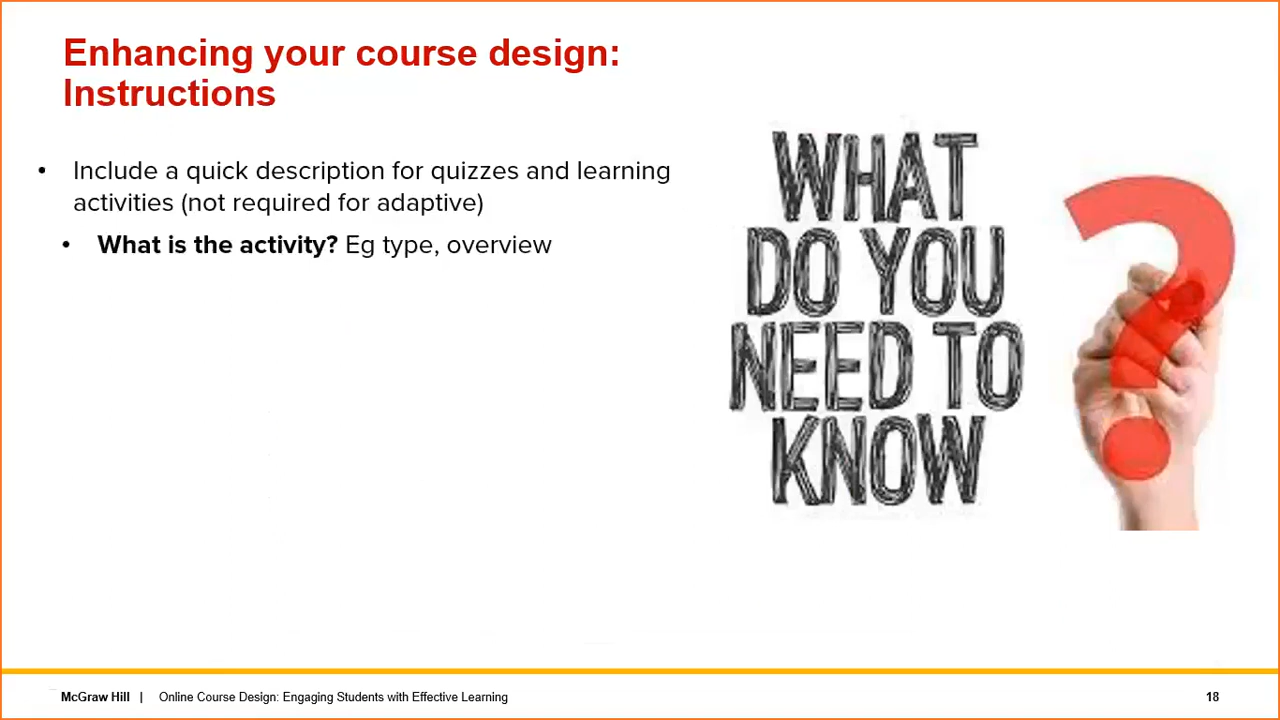 Enhancing your course design:
Instructions
• Include a quick description for quizzes and learning
activities (not required for adaptive)
• What is the activity? Eg type, overview
WHAT
DO YOU
NEED TO
KNOW
?
McGraw Hill | Online Course Design: Engaging Students with Effective Learning
18